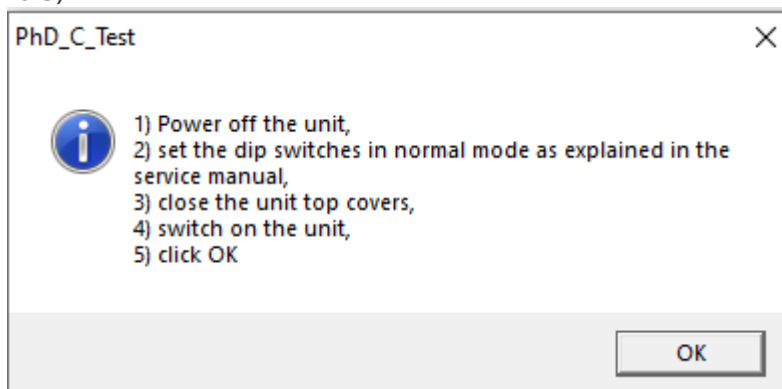 PhD_C_Test
1) Power off the unit,
2) set the dip switches in normal mode as explained in the
service manual,
3) close the unit top covers,
4) switch on the unit,
5) click OK
OK